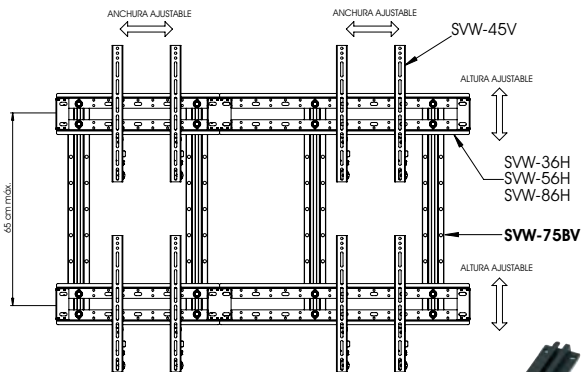 ANCHURA AJUSTABLE
ANCHURA AJUSTABLE
SVW-45V
ALTURA AJUSTABLE
65 cm máx.
SVW-36H
SVW-56H
SVW-86H
SVW-75BV
ALTURA AJUSTABLE